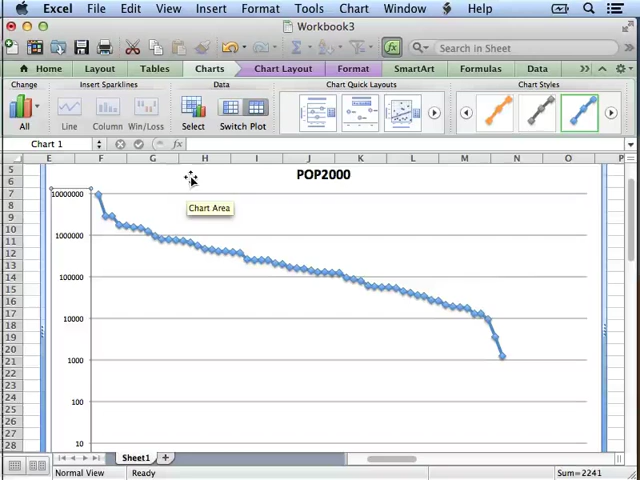 Excel File Edit View Insert Format Tools Chart Window Help
Workbook3
Search in Sheet
Home Layout Tables Charts Chart Layout Format SmartArt Formulas Data
Change Insert Sparklines Data Chart Quick Layouts Chart Styles
All Line Column Win/Loss Select Switch Plot
Chart 1 fx
E F G H I J K L M N O P
5
6
7
8
9
10
11
12
13
14
15
16
17
18
19
20
21
22
23
24
25
26
27
28
POP2000
Chart Area
10000000
1000000
100000
10000
1000
100
10
Sheet1
Normal View Ready Sum=2241